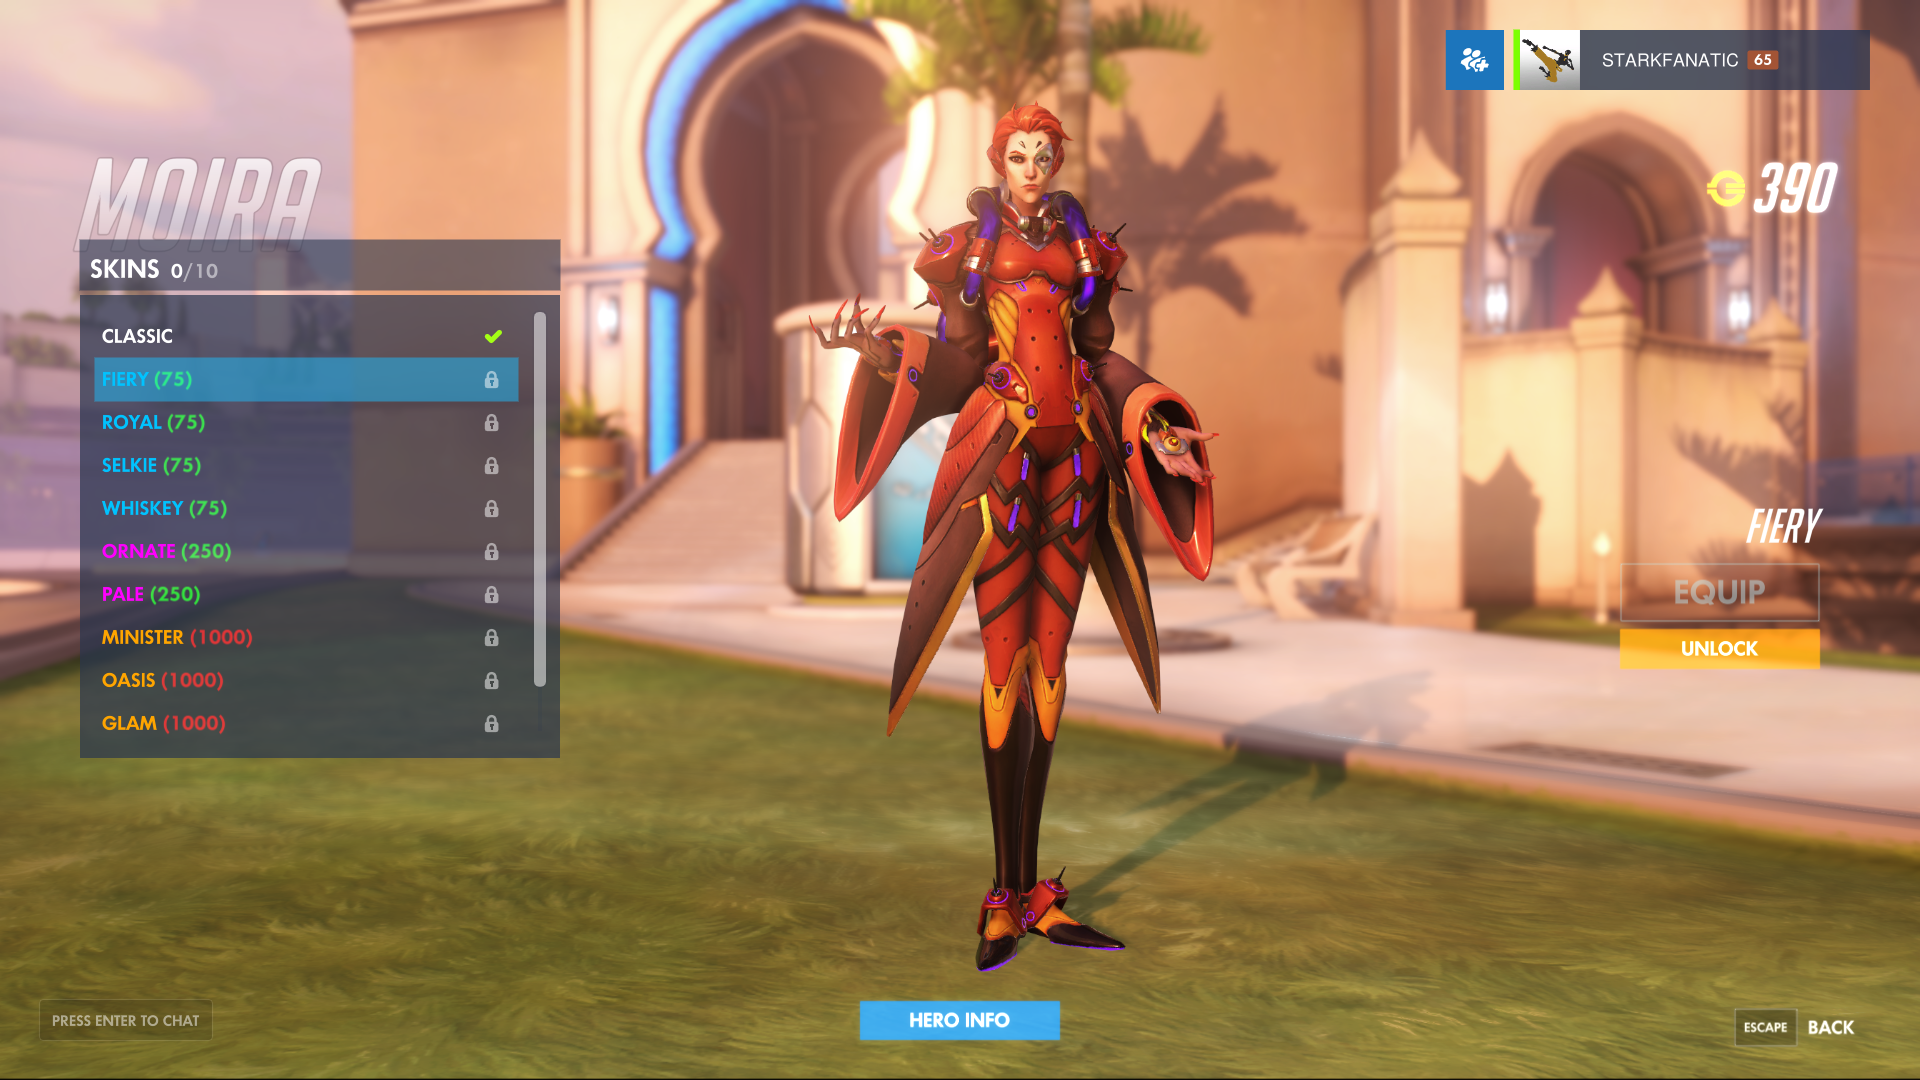 STARKFANATIC 65
MOIRA
390
SKINS 0/10
CLASSIC
FIERY (75)
ROYAL (75)
SELKIE (75)
WHISKEY (75)
ORNATE (250)
PALE (250)
MINISTER (1000)
OASIS (1000)
GLAM (1000)
FIERY
EQUIP
UNLOCK
PRESS ENTER TO CHAT
HERO INFO
ESCAPE BACK